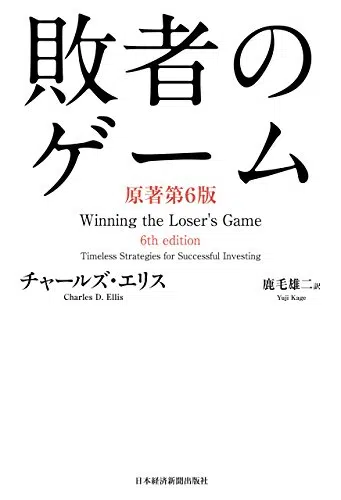 敗者の
ゲーム
原著第6版
Winning the Loser's Game
6th edition
Timeless Strategies for Successful Investing
チャールズ・エリス
Charles D. Ellis
鹿毛雄二 訳
Yuji Kage
日本経済新聞出版社